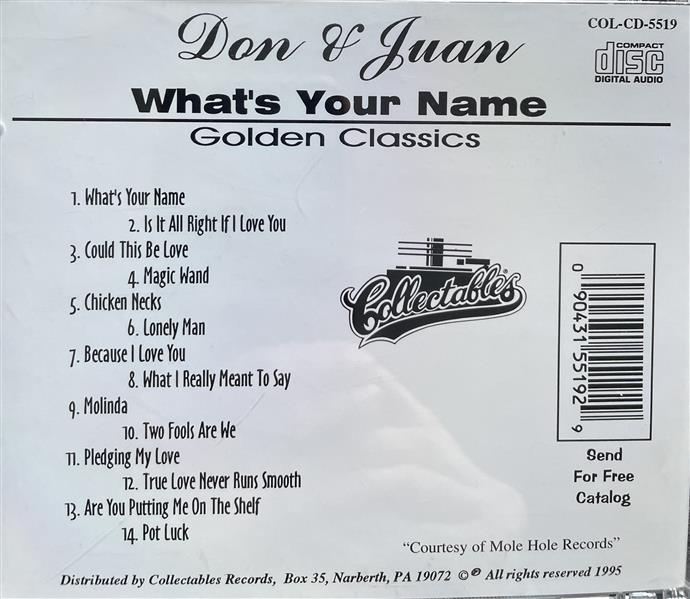 COL-CD-5519
Don & Juan
COMPACT
disc
DIGITAL AUDIO
What's Your Name
Golden Classics
1. What's Your Name
2. Is It All Right If I Love You
3. Could This Be Love
4. Magic Wand
5. Chicken Necks
6. Lonely Man
7. Because I Love You
8. What I Really Meant To Say
9. Molinda
10. Two Fools Are We
11. Pledging My Love
12. True Love Never Runs Smooth
13. Are You Putting Me On The Shelf
14. Pot Luck
Collectables®
0 90431 55192 9
Send
For Free
Catalog
"Courtesy of Mole Hole Records"
Distributed by Collectables Records, Box 35, Narberth, PA 19072 ©℗ All rights reserved 1995